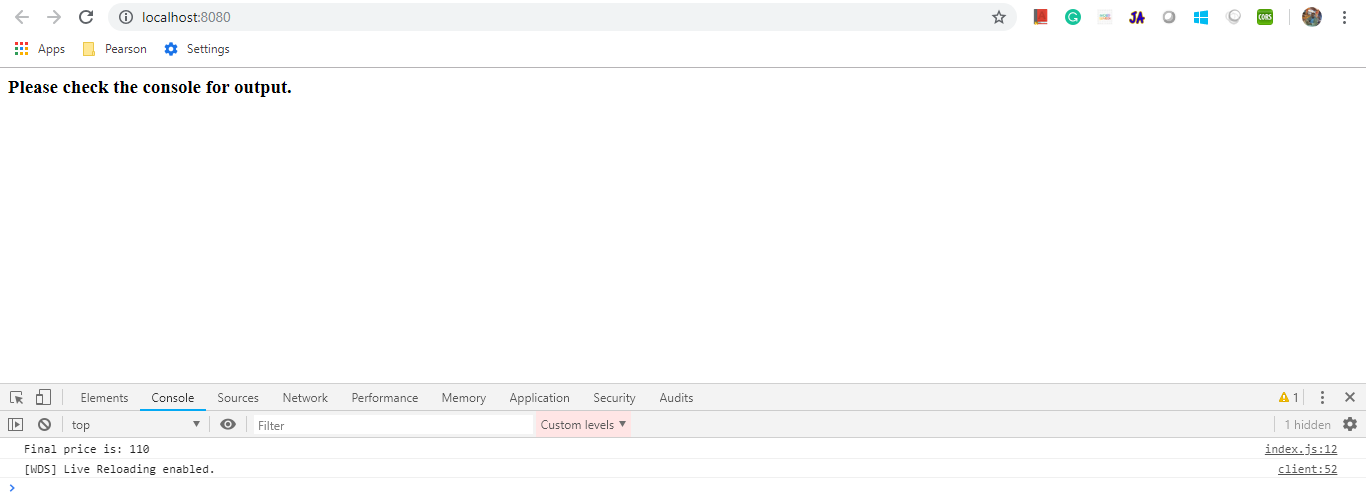 localhost:8080
JA
CORS
Apps Pearson Settings
Please check the console for output.
Elements Console Sources Network Performance Memory Application Security Audits 1
top Filter Custom levels 1 hidden
Final price is: 110 index.js:12
[WDS] Live Reloading enabled. client:52